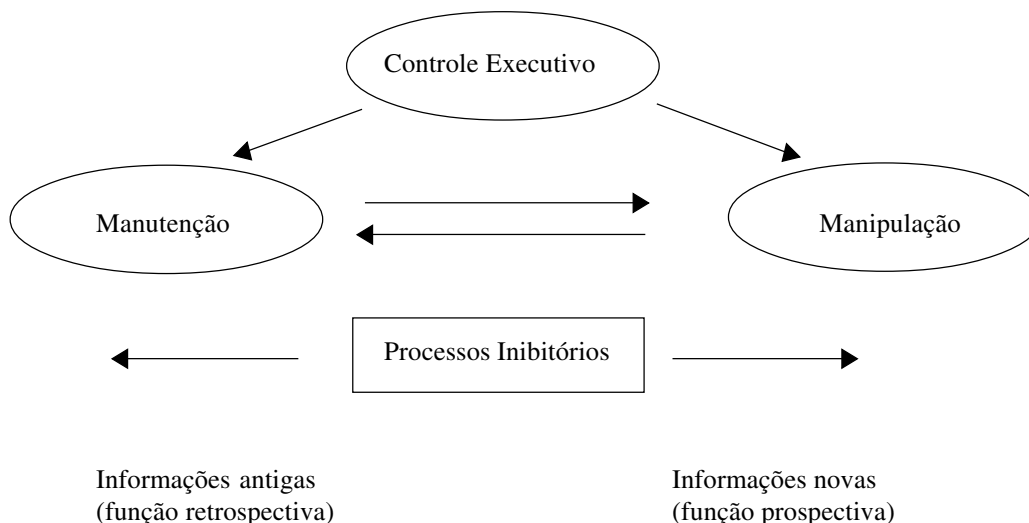 Controle Executivo
Manutenção
Manipulação
Processos Inibitórios
Informações antigas
(função retrospectiva)
Informações novas
(função prospectiva)